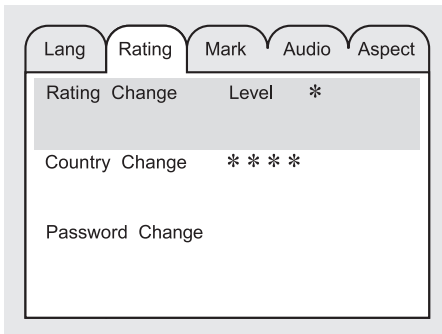 Lang Rating Mark Audio Aspect
Rating Change Level *
Country Change ****
Password Change